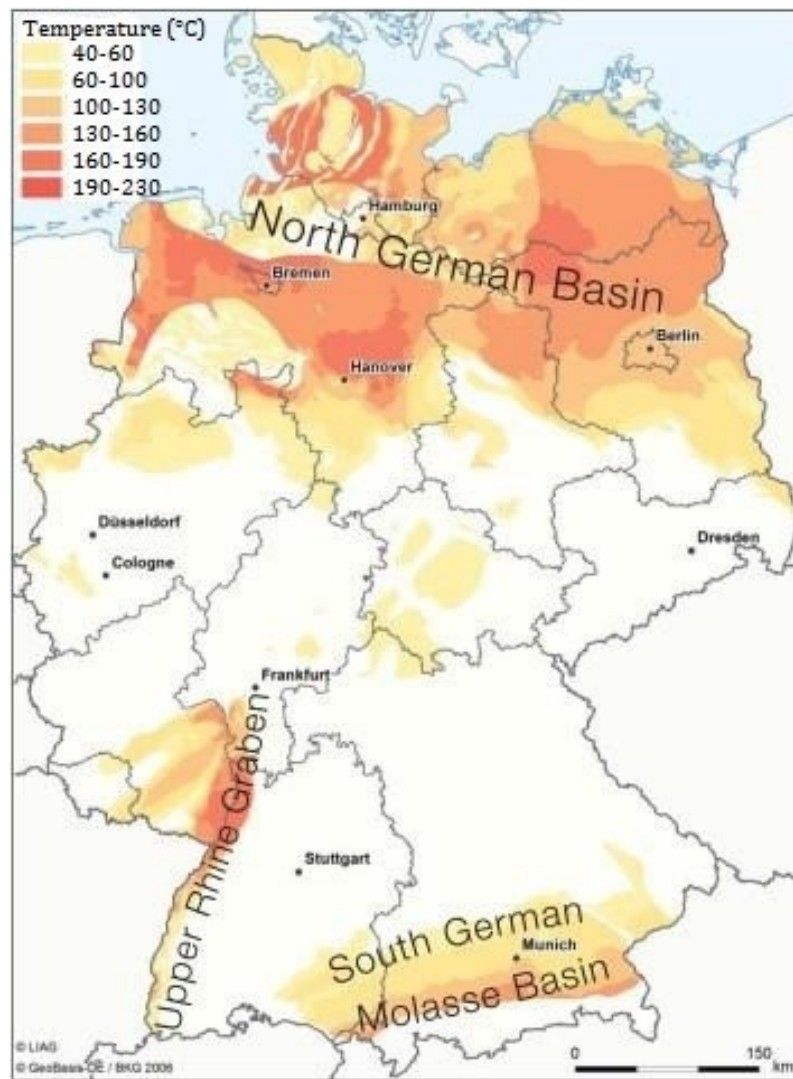 Temperature (°C)
40-60
60-100
100-130
130-160
160-190
190-230
Hamburg
North German Basin
Bremen
Berlin
Hanover
Düsseldorf
Cologne
Dresden
Frankfurt
Upper Rhine Graben
Stuttgart
South German
Munich
Molasse Basin
© LIAG
© GeoBasis-DE / BKG 2006
0 150
km